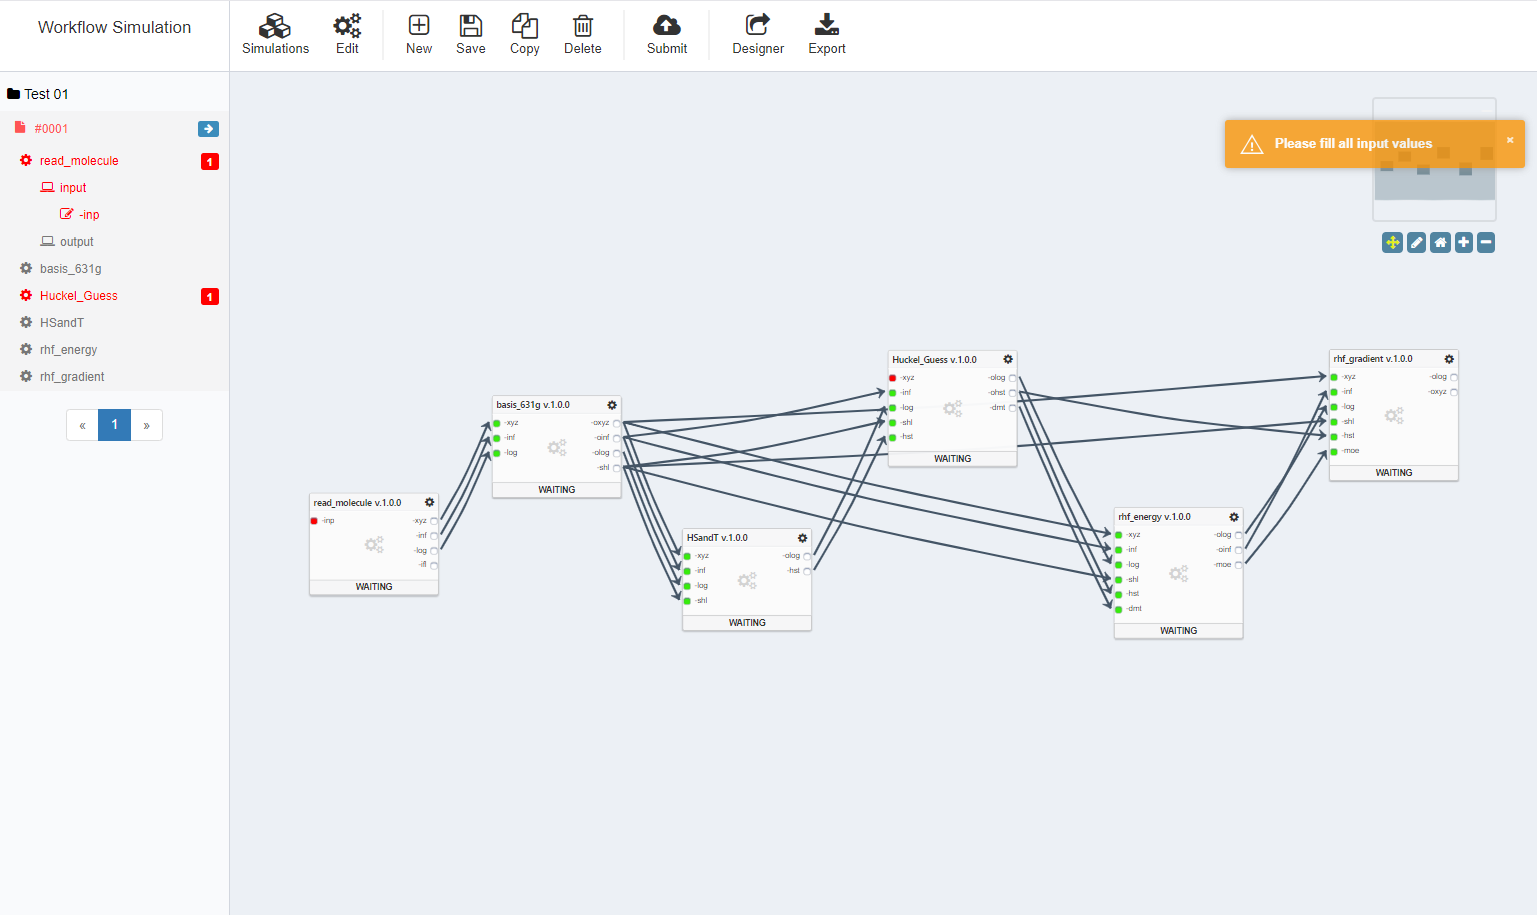 Workflow Simulation
Simulations
Edit
New
Save
Copy
Delete
Submit
Designer
Export
Test 01
#0001
read_molecule
1
input
-inp
output
basis_631g
Huckel_Guess
1
HSandT
rhf_energy
rhf_gradient
«
1
»
Please fill all input values
×
read_molecule v.1.0.0
-inp
-xyz
-inf
-log
-ifl
WAITING
basis_631g v.1.0.0
-xyz
-inf
-log
-oxyz
-oinf
-olog
-shl
WAITING
HSandT v.1.0.0
-xyz
-inf
-log
-shl
-olog
-hst
WAITING
Huckel_Guess v.1.0.0
-xyz
-inf
-log
-shl
-hst
-olog
-ohst
-dmt
WAITING
rhf_energy v.1.0.0
-xyz
-inf
-log
-shl
-hst
-dmt
-olog
-oinf
-moe
WAITING
rhf_gradient v.1.0.0
-xyz
-inf
-log
-shl
-hst
-moe
-olog
-oxyz
WAITING